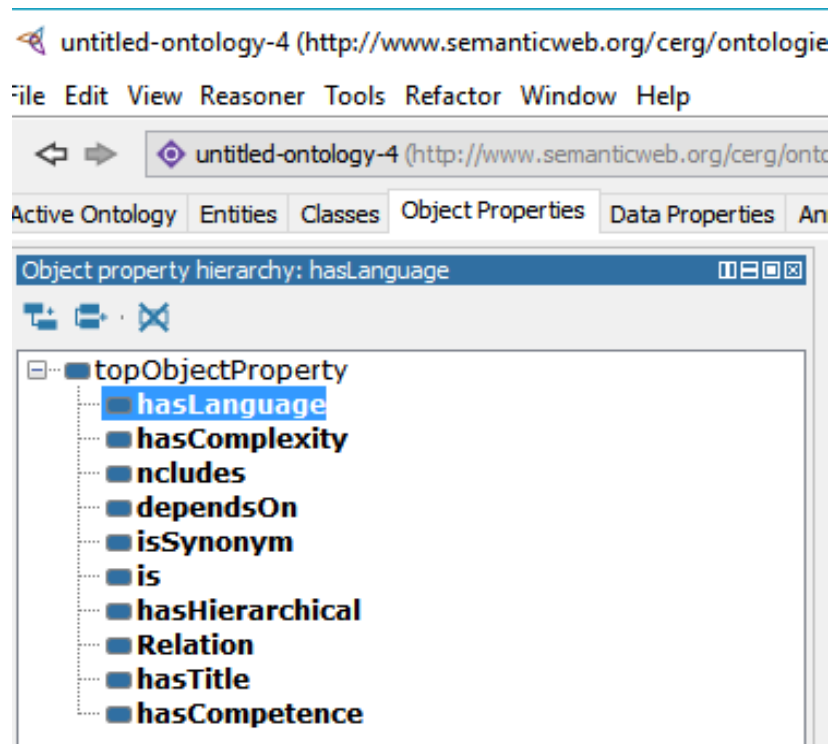 untitled-ontology-4 (http://www.semanticweb.org/cerg/ontologie
File Edit View Reasoner Tools Refactor Window Help
untitled-ontology-4 (http://www.semanticweb.org/cerg/onto
Active Ontology Entities Classes Object Properties Data Properties An
Object property hierarchy: hasLanguage
topObjectProperty
hasLanguage
hasComplexity
ncludes
dependsOn
isSynonym
is
hasHierarchical
Relation
hasTitle
hasCompetence